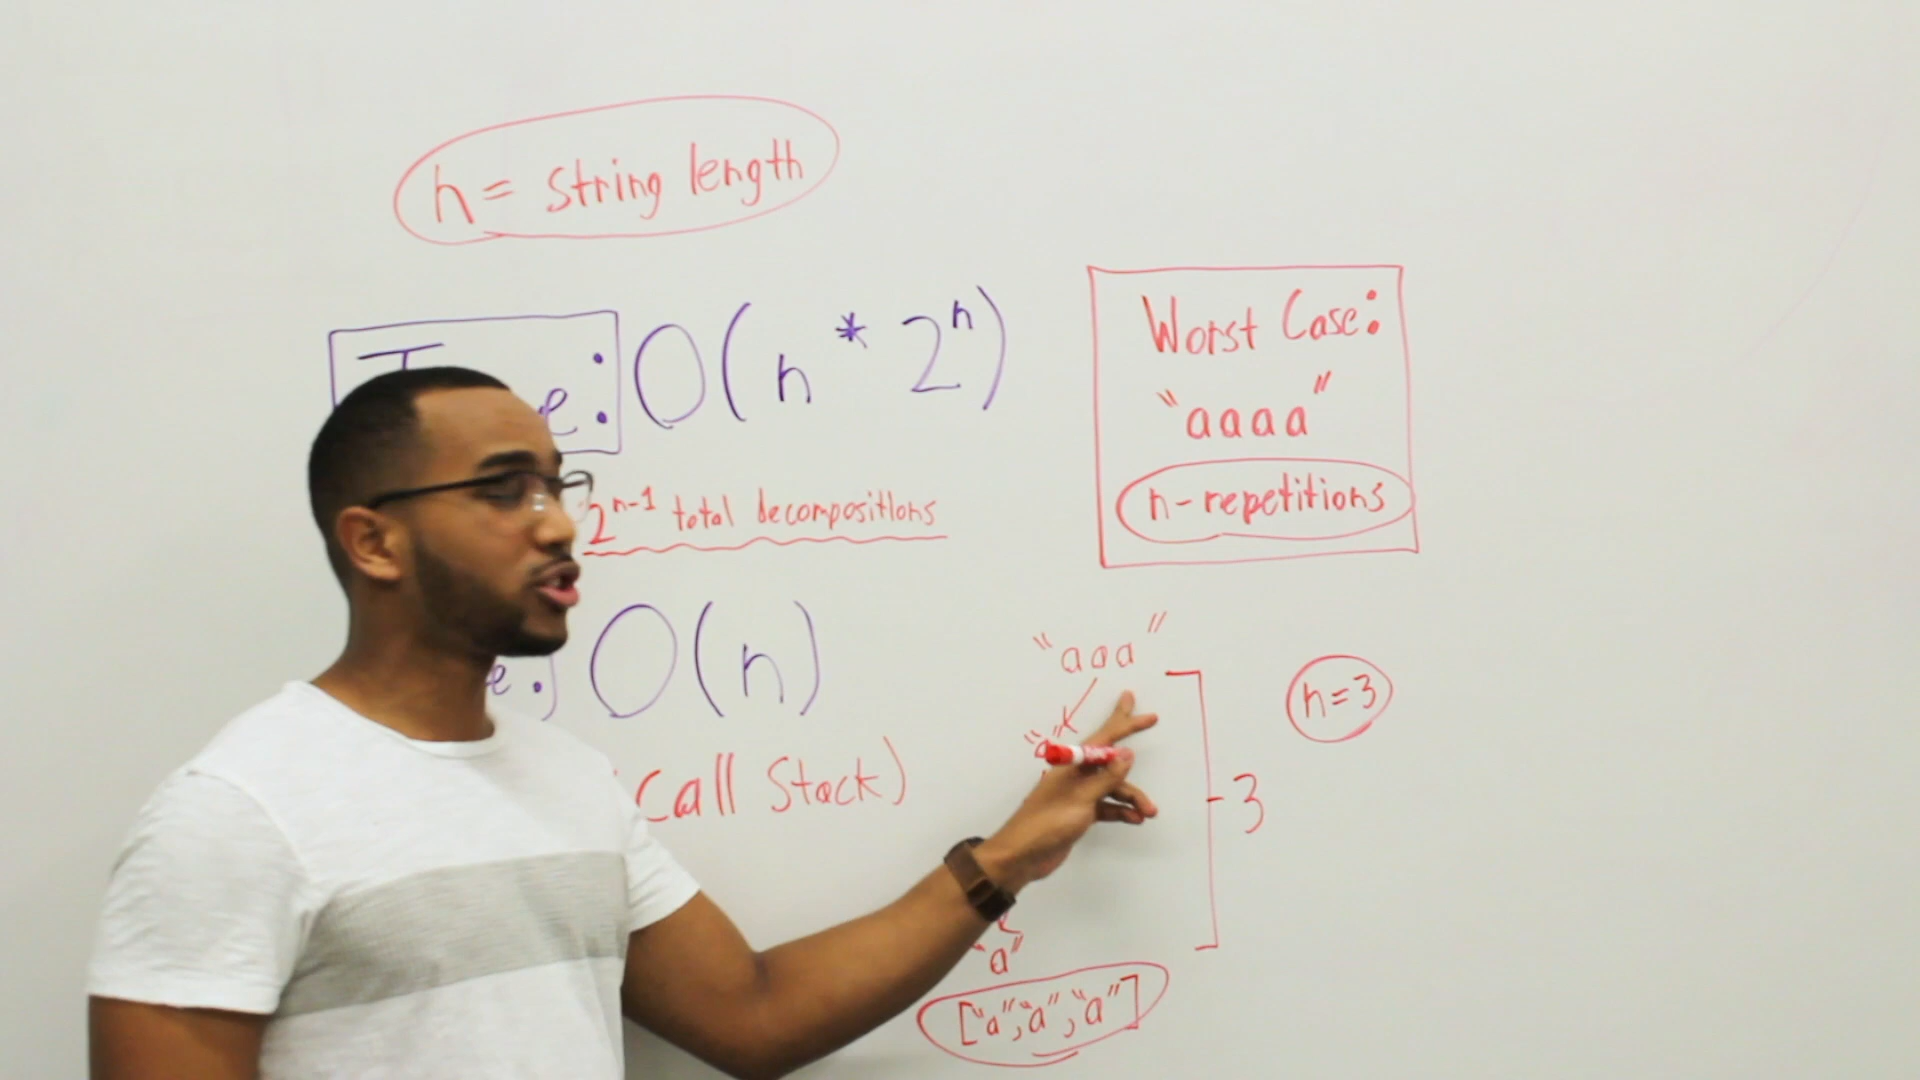 n = string length
: O(n * 2^n)
2^n-1 total decompositions
O(n)
(Call Stack)
Worst Case:
"aaaa"
n-repetitions
"aaa"
n=3
"a"
3
"a"
["a","a","a"]